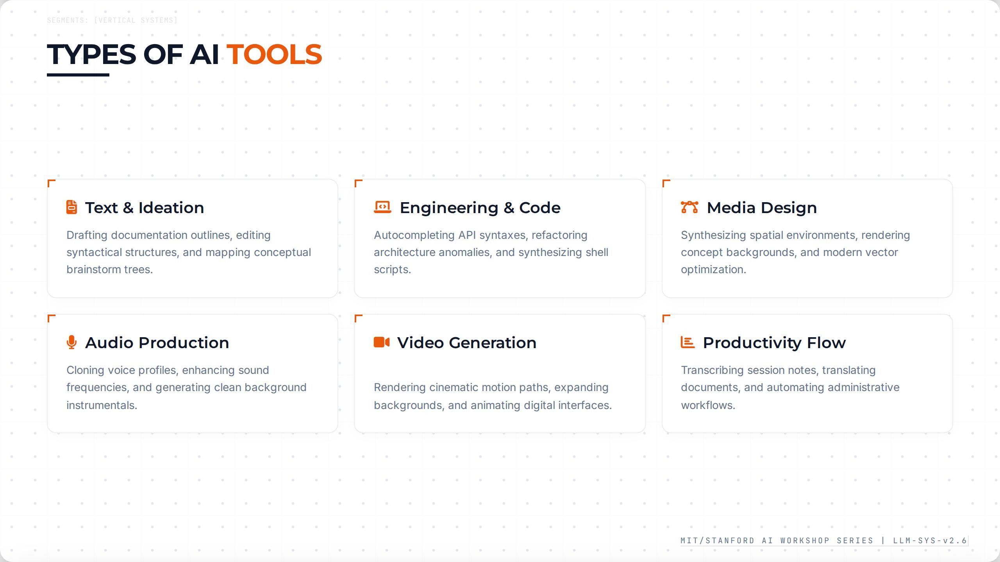 SEGMENTS: [VERTICAL SYSTEMS]
TYPES OF AI TOOLS
Text & Ideation
Drafting documentation outlines, editing
syntactical structures, and mapping conceptual
brainstorm trees.
Engineering & Code
Autocompleting API syntaxes, refactoring
architecture anomalies, and synthesizing shell
scripts.
Media Design
Synthesizing spatial environments, rendering
concept backgrounds, and modern vector
optimization.
Audio Production
Cloning voice profiles, enhancing sound
frequencies, and generating clean background
instrumentals.
Video Generation
Rendering cinematic motion paths, expanding
backgrounds, and animating digital interfaces.
Productivity Flow
Transcribing session notes, translating
documents, and automating administrative
workflows.
MIT/STANFORD AI WORKSHOP SERIES | LLM-SYS-v2.6